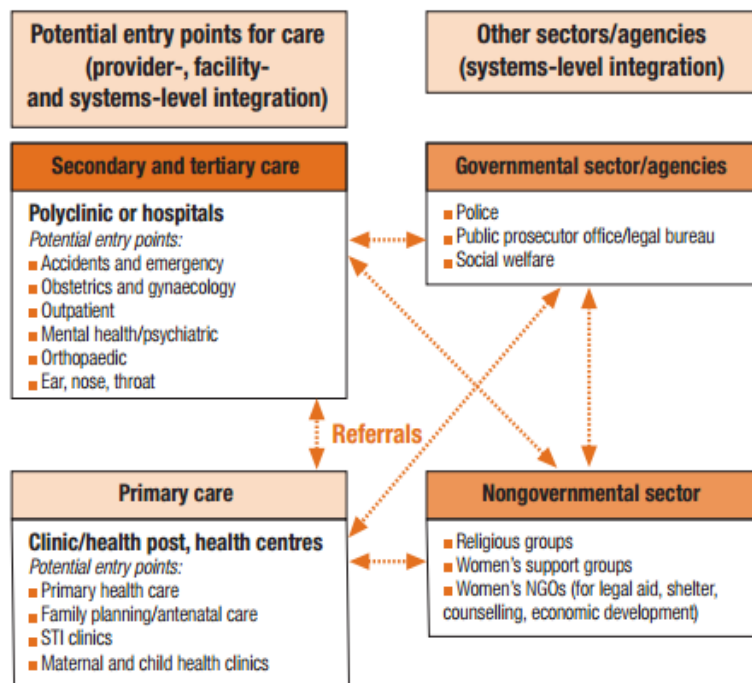 Potential entry points for care
(provider-, facility-
and systems-level integration)
Other sectors/agencies
(systems-level integration)
Secondary and tertiary care
Polyclinic or hospitals
Potential entry points:
Accidents and emergency
Obstetrics and gynaecology
Outpatient
Mental health/psychiatric
Orthopaedic
Ear, nose, throat
Governmental sector/agencies
Police
Public prosecutor office/legal bureau
Social welfare
Referrals
Primary care
Clinic/health post, health centres
Potential entry points:
Primary health care
Family planning/antenatal care
STI clinics
Maternal and child health clinics
Nongovernmental sector
Religious groups
Women's support groups
Women's NGOs (for legal aid, shelter,
counselling, economic development)